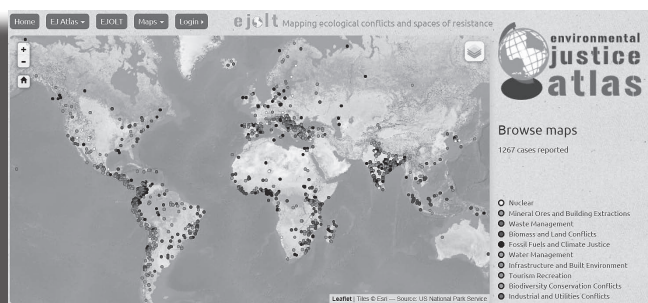 Home EJ Atlas EJOLT Maps Login
ejolt Mapping ecological conflicts and spaces of resistance
+
-
environmental
justice
atlas
Browse maps
1267 cases reported
Nuclear
Mineral Ores and Building Extractions
Waste Management
Biomass and Land Conflicts
Fossil Fuels and Climate Justice
Water Management
Infrastructure and Built Environment
Tourism Recreation
Biodiversity Conservation Conflicts
Industrial and Utilities Conflicts
Leaflet | Tiles © Esri — Source: US National Park Service